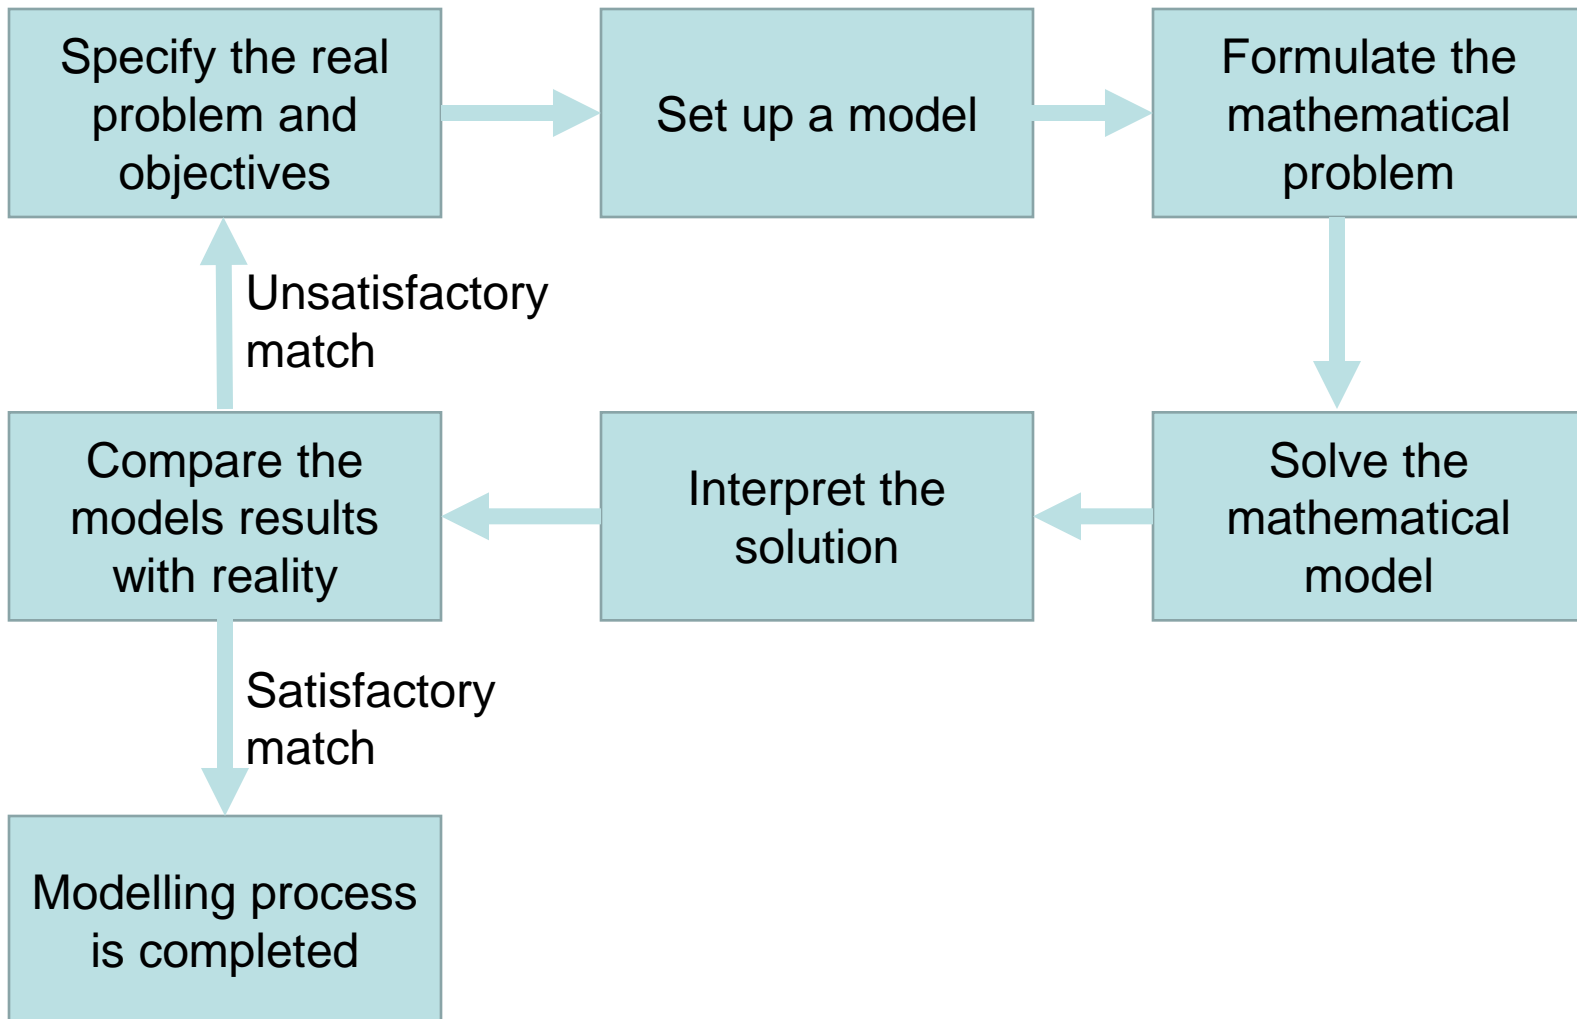 Specify the real
problem and
objectives
Set up a model
Formulate the
mathematical
problem
Unsatisfactory
match
Compare the
models results
with reality
Interpret the
solution
Solve the
mathematical
model
Satisfactory
match
Modelling process
is completed